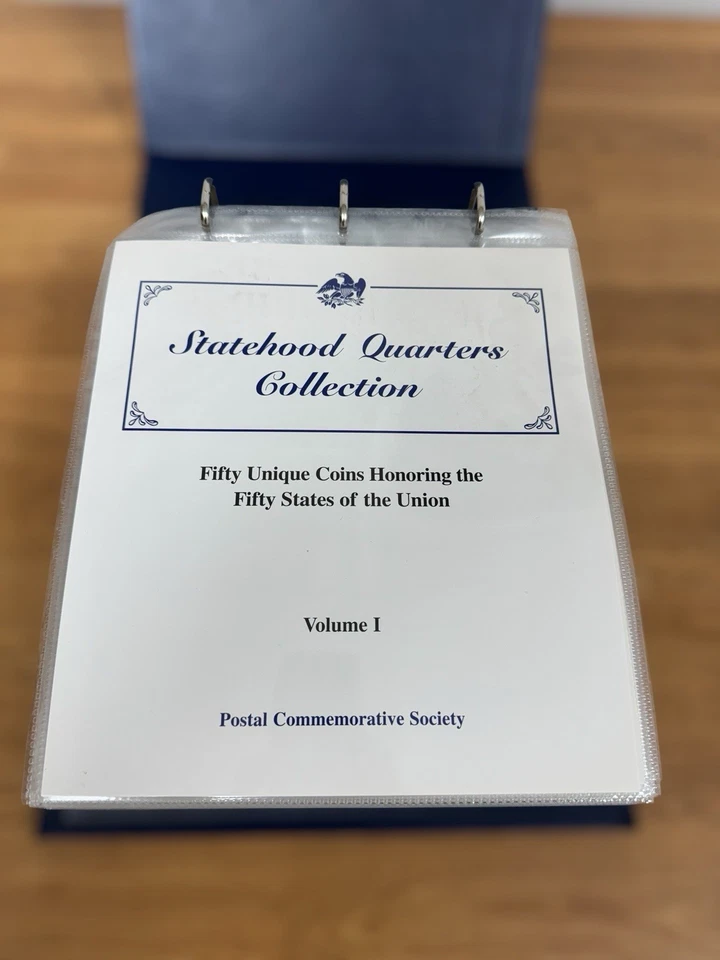 Statehood Quarters
Collection
Fifty Unique Coins Honoring the
Fifty States of the Union
Volume I
Postal Commemorative Society